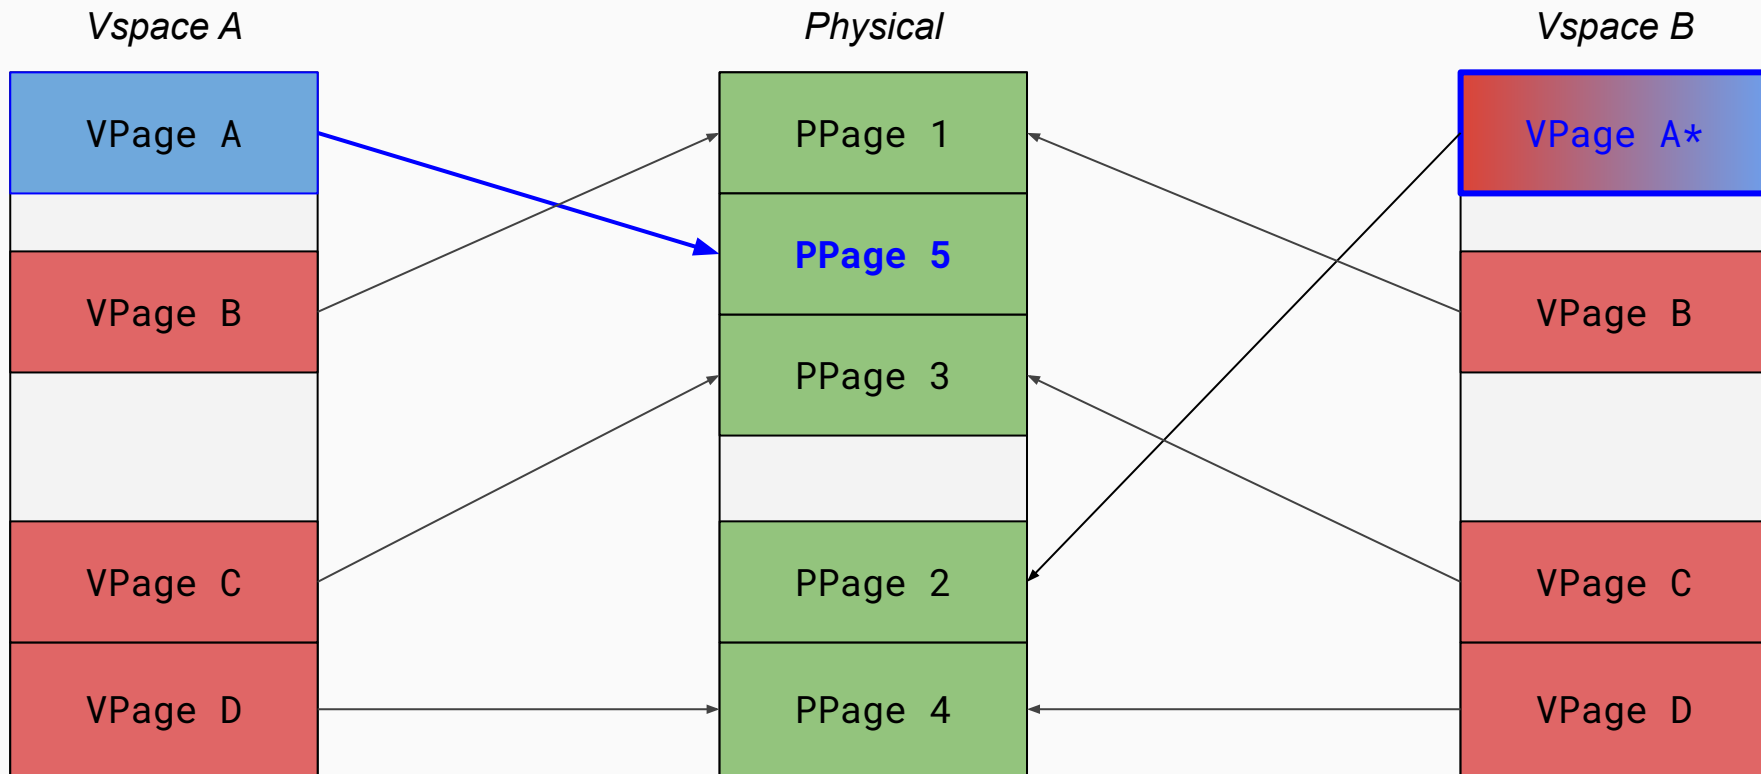 Vspace A
Physical
Vspace B
VPage A
VPage B
VPage C
VPage D
PPage 1
PPage 5
PPage 3
PPage 2
PPage 4
VPage A*
VPage B
VPage C
VPage D